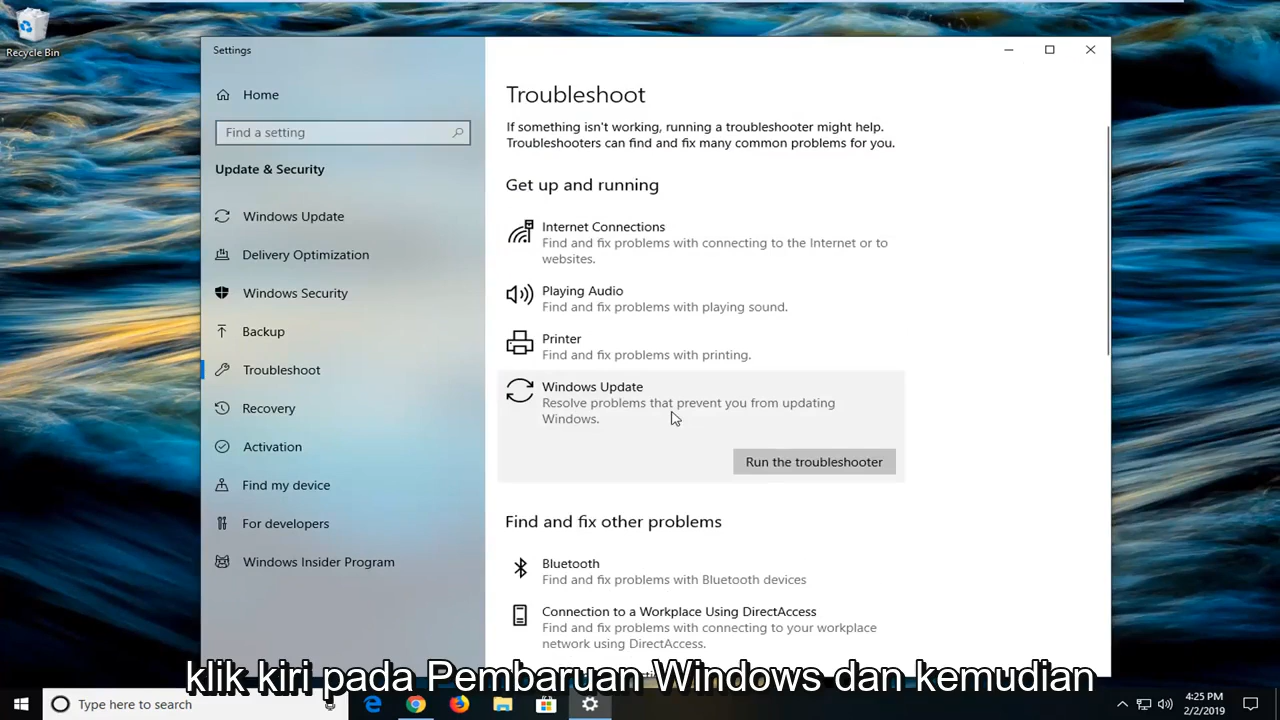 Recycle Bin
Settings
Home
Find a setting
Update & Security
Windows Update
Delivery Optimization
Windows Security
Backup
Troubleshoot
Recovery
Activation
Find my device
For developers
Windows Insider Program
Troubleshoot
If something isn't working, running a troubleshooter might help.
Troubleshooters can find and fix many common problems for you.
Get up and running
Internet Connections
Find and fix problems with connecting to the Internet or to
websites.
Playing Audio
Find and fix problems with playing sound.
Printer
Find and fix problems with printing.
Windows Update
Resolve problems that prevent you from updating
Windows.
Run the troubleshooter
Find and fix other problems
Bluetooth
Find and fix problems with Bluetooth devices
Connection to a Workplace Using DirectAccess
Find and fix problems with connecting to your workplace
network using DirectAccess.
klik kiri pada Pembaruan Windows dan kemudian
Type here to search
4:25 PM
2/2/2019